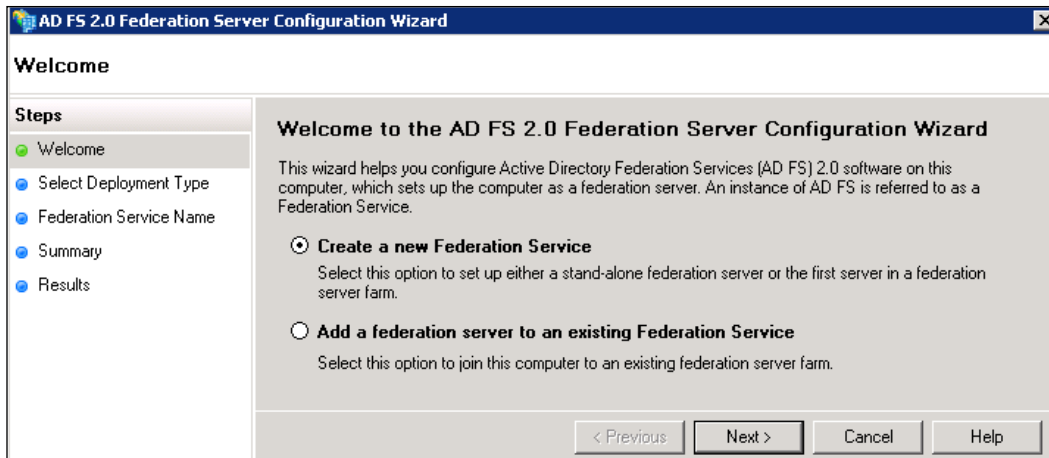 AD FS 2.0 Federation Server Configuration Wizard
Welcome
Steps
Welcome
Select Deployment Type
Federation Service Name
Summary
Results
Welcome to the AD FS 2.0 Federation Server Configuration Wizard
This wizard helps you configure Active Directory Federation Services (AD FS) 2.0 software on this
computer, which sets up the computer as a federation server. An instance of AD FS is referred to as a
Federation Service.
Create a new Federation Service
Select this option to set up either a stand-alone federation server or the first server in a federation
server farm.
Add a federation server to an existing Federation Service
Select this option to join this computer to an existing federation server farm.
< Previous
Next >
Cancel
Help